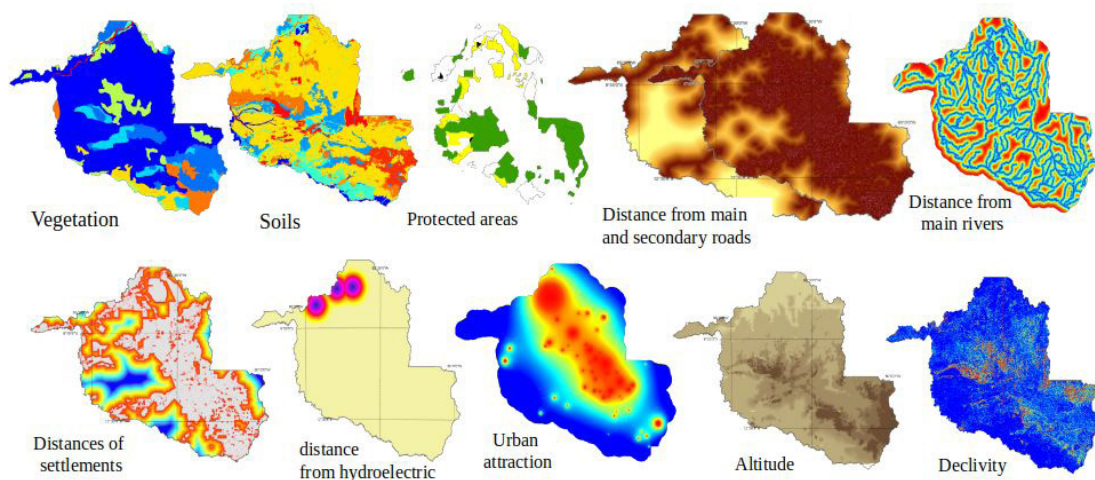 Vegetation
Soils
Protected areas
Distance from main
and secondary roads
Distance from
main rivers
Distances of
settlements
distance
from hydroelectric
Urban
attraction
Altitude
Declivity